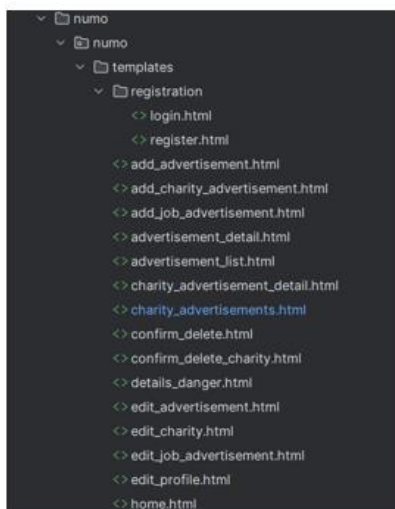 numo
numo
templates
registration
<> login.html
<> register.html
<> add_advertisement.html
<> add_charity_advertisement.html
<> add_job_advertisement.html
<> advertisement_detail.html
<> advertisement_list.html
<> charity_advertisement_detail.html
<> charity_advertisements.html
<> confirm_delete.html
<> confirm_delete_charity.html
<> details_danger.html
<> edit_advertisement.html
<> edit_charity.html
<> edit_job_advertisement.html
<> edit_profile.html
<> home.html